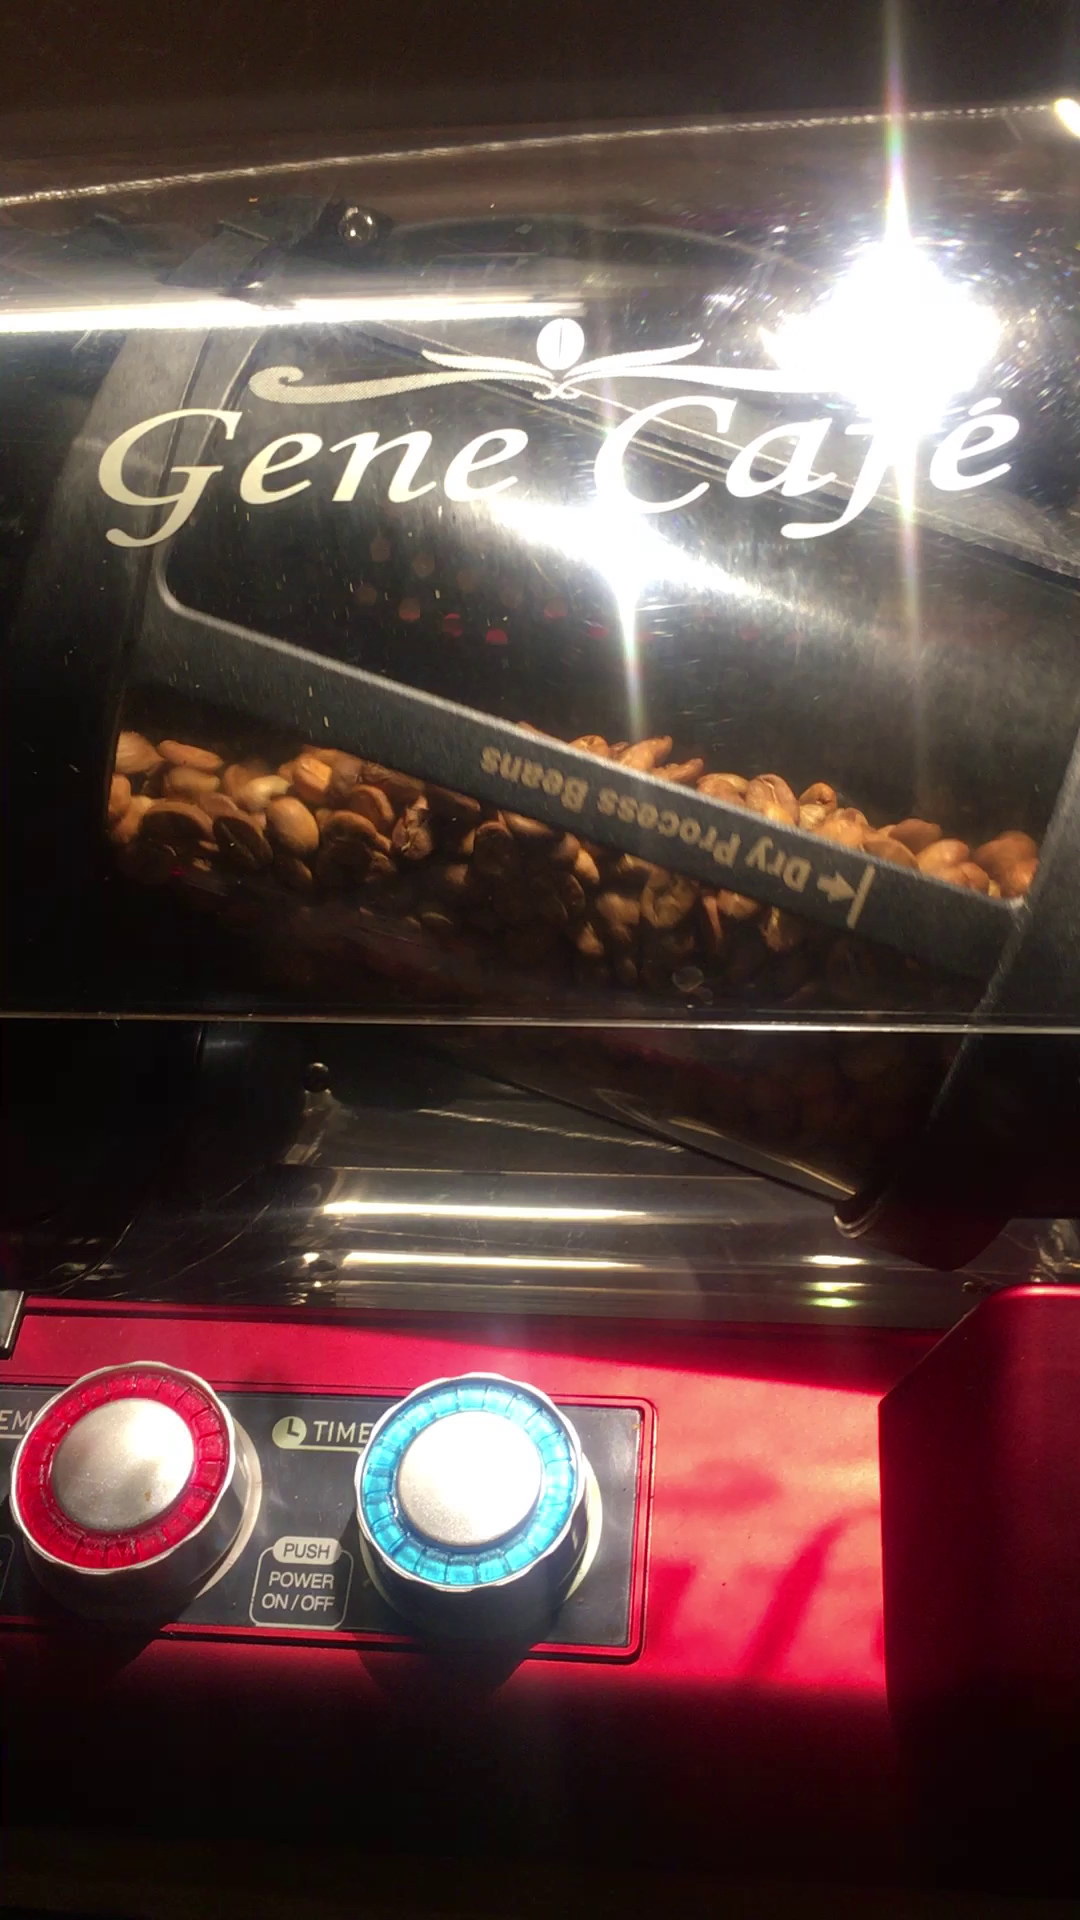 Gene Café
Dry Process Beans
TIME
PUSH
POWER
ON / OFF